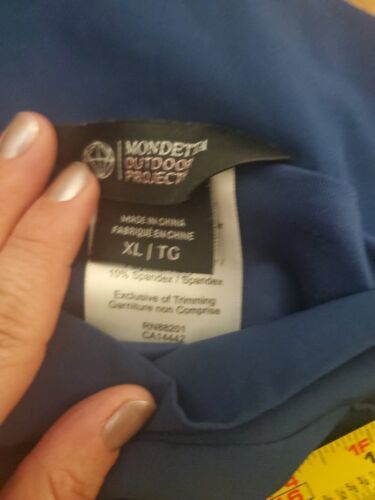 MONDETTA
OUTDOOR
PROJECT
MADE IN CHINA
FABRIQUÉ EN CHINE
XL / TG
10% Spandex / Spandex
Exclusive of Trimming
Garniture non Comprise
RN88201
CA14442
1F